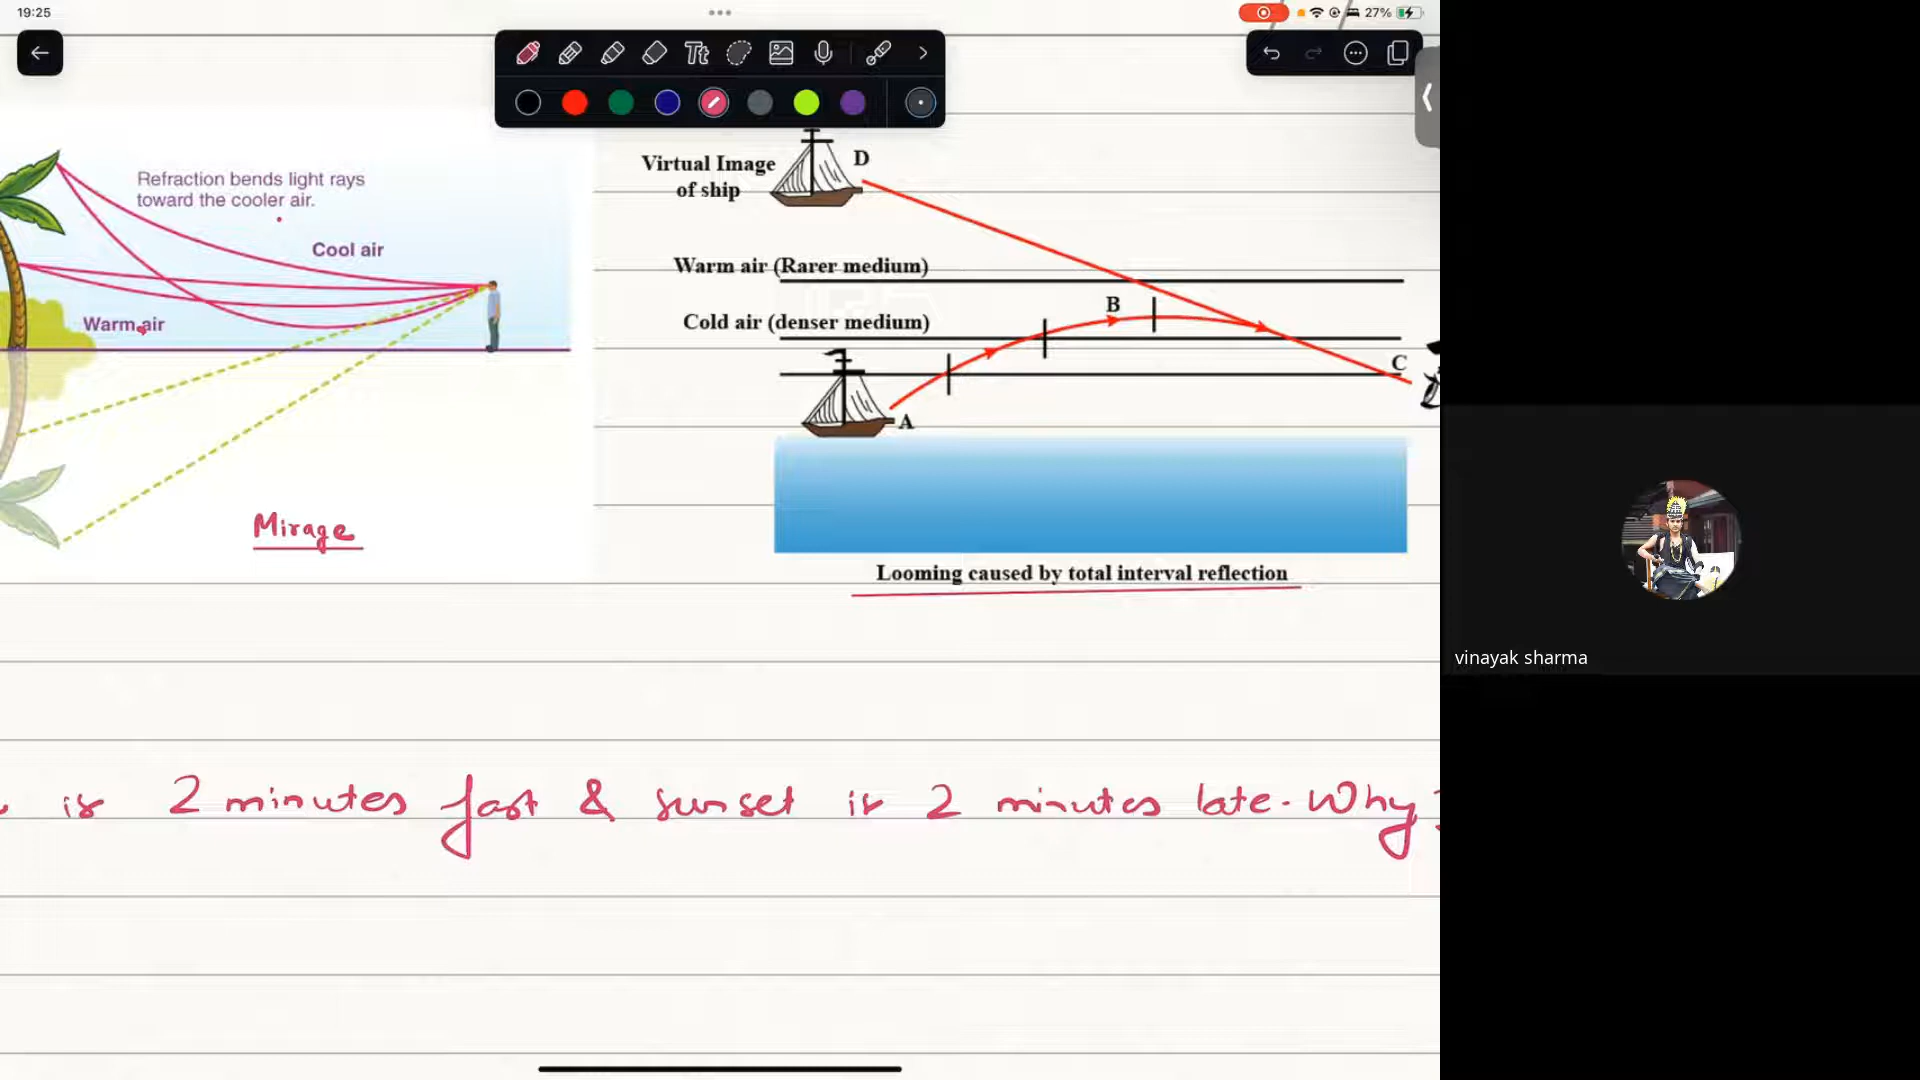 19:25
27%
Tt
Refraction bends light rays
toward the cooler air.
Cool air
Warm air
Mirage
Virtual Image
of ship
D
Warm air (Rarer medium)
B
Cold air (denser medium)
C
A
Looming caused by total interval reflection
is 2 minutes fast & sunset is 2 minutes late. Why?
vinayak sharma